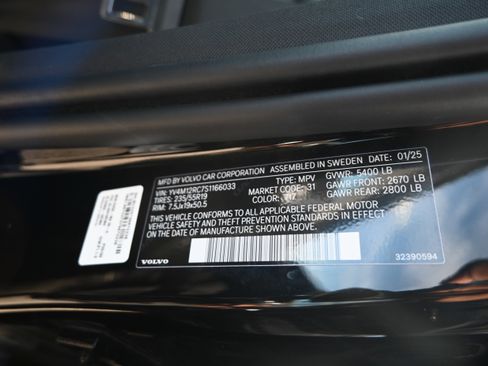 MFD BY VOLVO CAR CORPORATION ASSEMBLED IN SWEDEN 01/25
VIN: YV4M12RC7S1166033 TYPE: MPV GVWR: 5400 LB
TIRES: 235/55R19 MARKET CODE: 31 GAWR FRONT: 2670 LB
RIM: 7.5Jx19x50.5 COLOR: GAWR REAR: 2800 LB
THIS VEHICLE CONFORMS TO ALL APPLICABLE FEDERAL MOTOR
VEHICLE SAFETY, BUMPER, AND THEFT PREVENTION STANDARDS IN EFFECT
ON THE DATE OF MANUFACTURE SHOWN ABOVE.
VOLVO 32390594